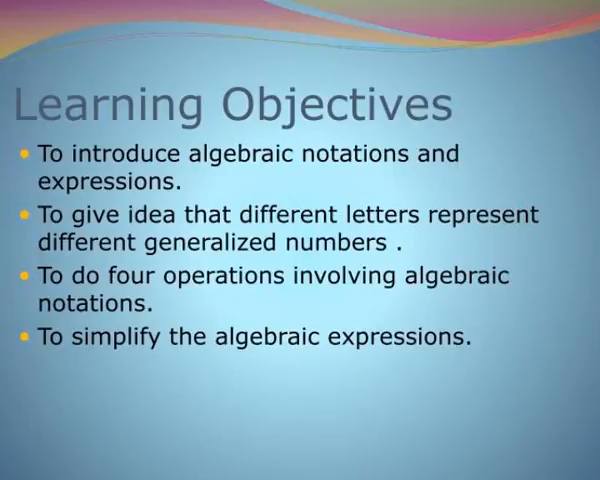 Learning Objectives
• To introduce algebraic notations and
expressions.
• To give idea that different letters represent
different generalized numbers .
• To do four operations involving algebraic
notations.
• To simplify the algebraic expressions.